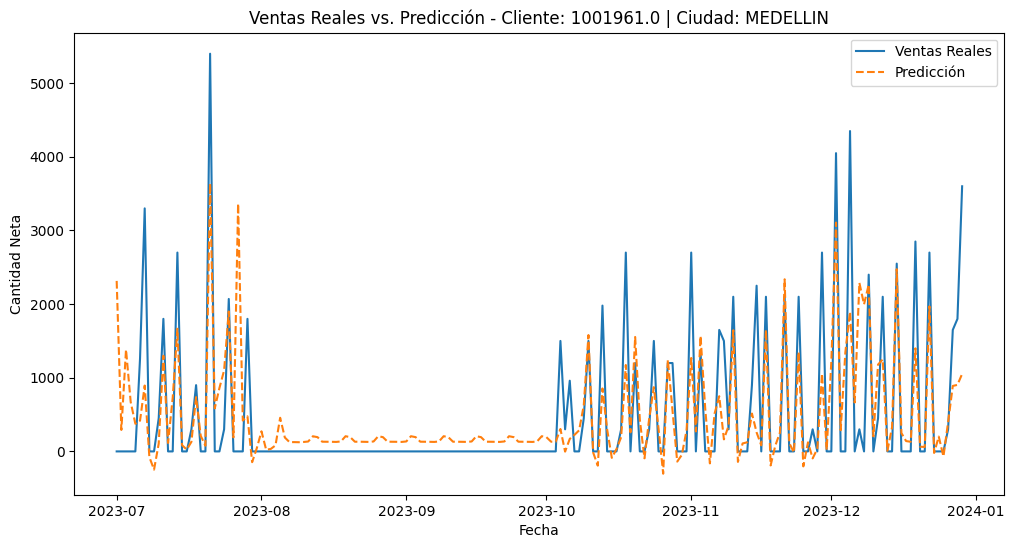 Ventas Reales vs. Predicción - Cliente: 1001961.0 | Ciudad: MEDELLIN
Ventas Reales
Predicción
Cantidad Neta
5000
4000
3000
2000
1000
0
2023-07
2023-08
2023-09
2023-10
2023-11
2023-12
2024-01
Fecha